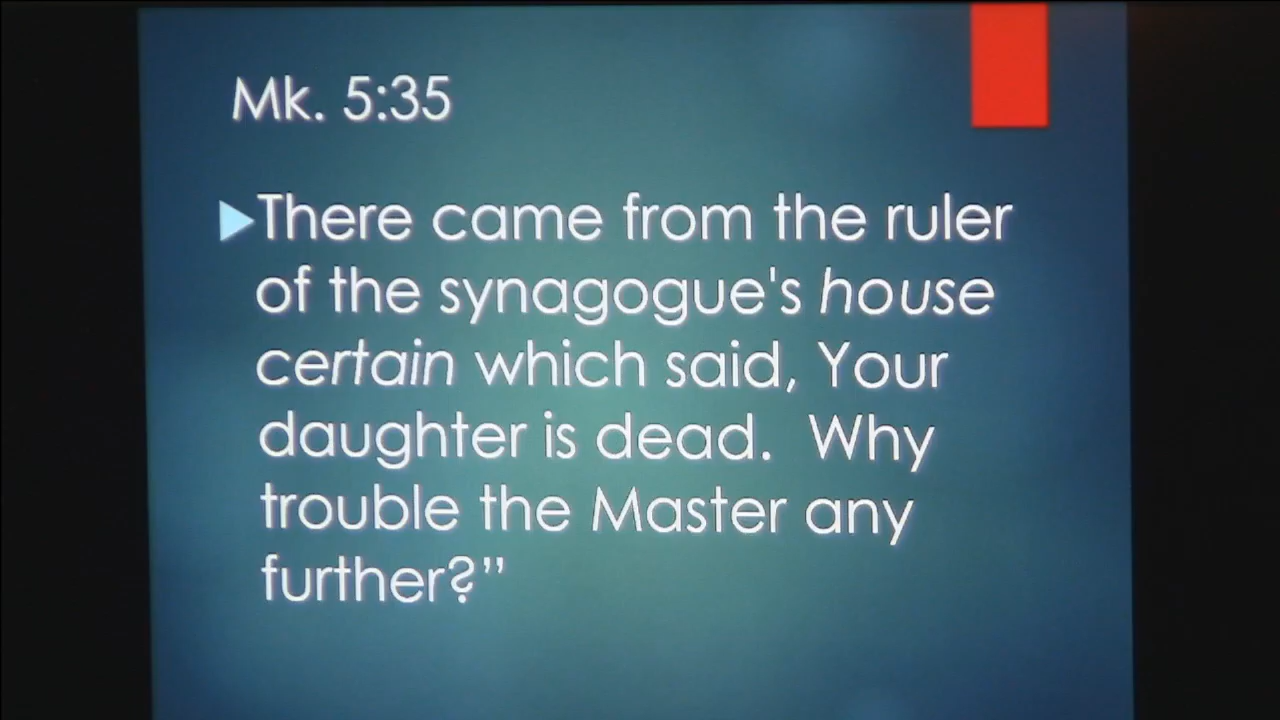 Mk. 5:35
There came from the ruler
of the synagogue's house
certain which said, Your
daughter is dead.  Why
trouble the Master any
further?”